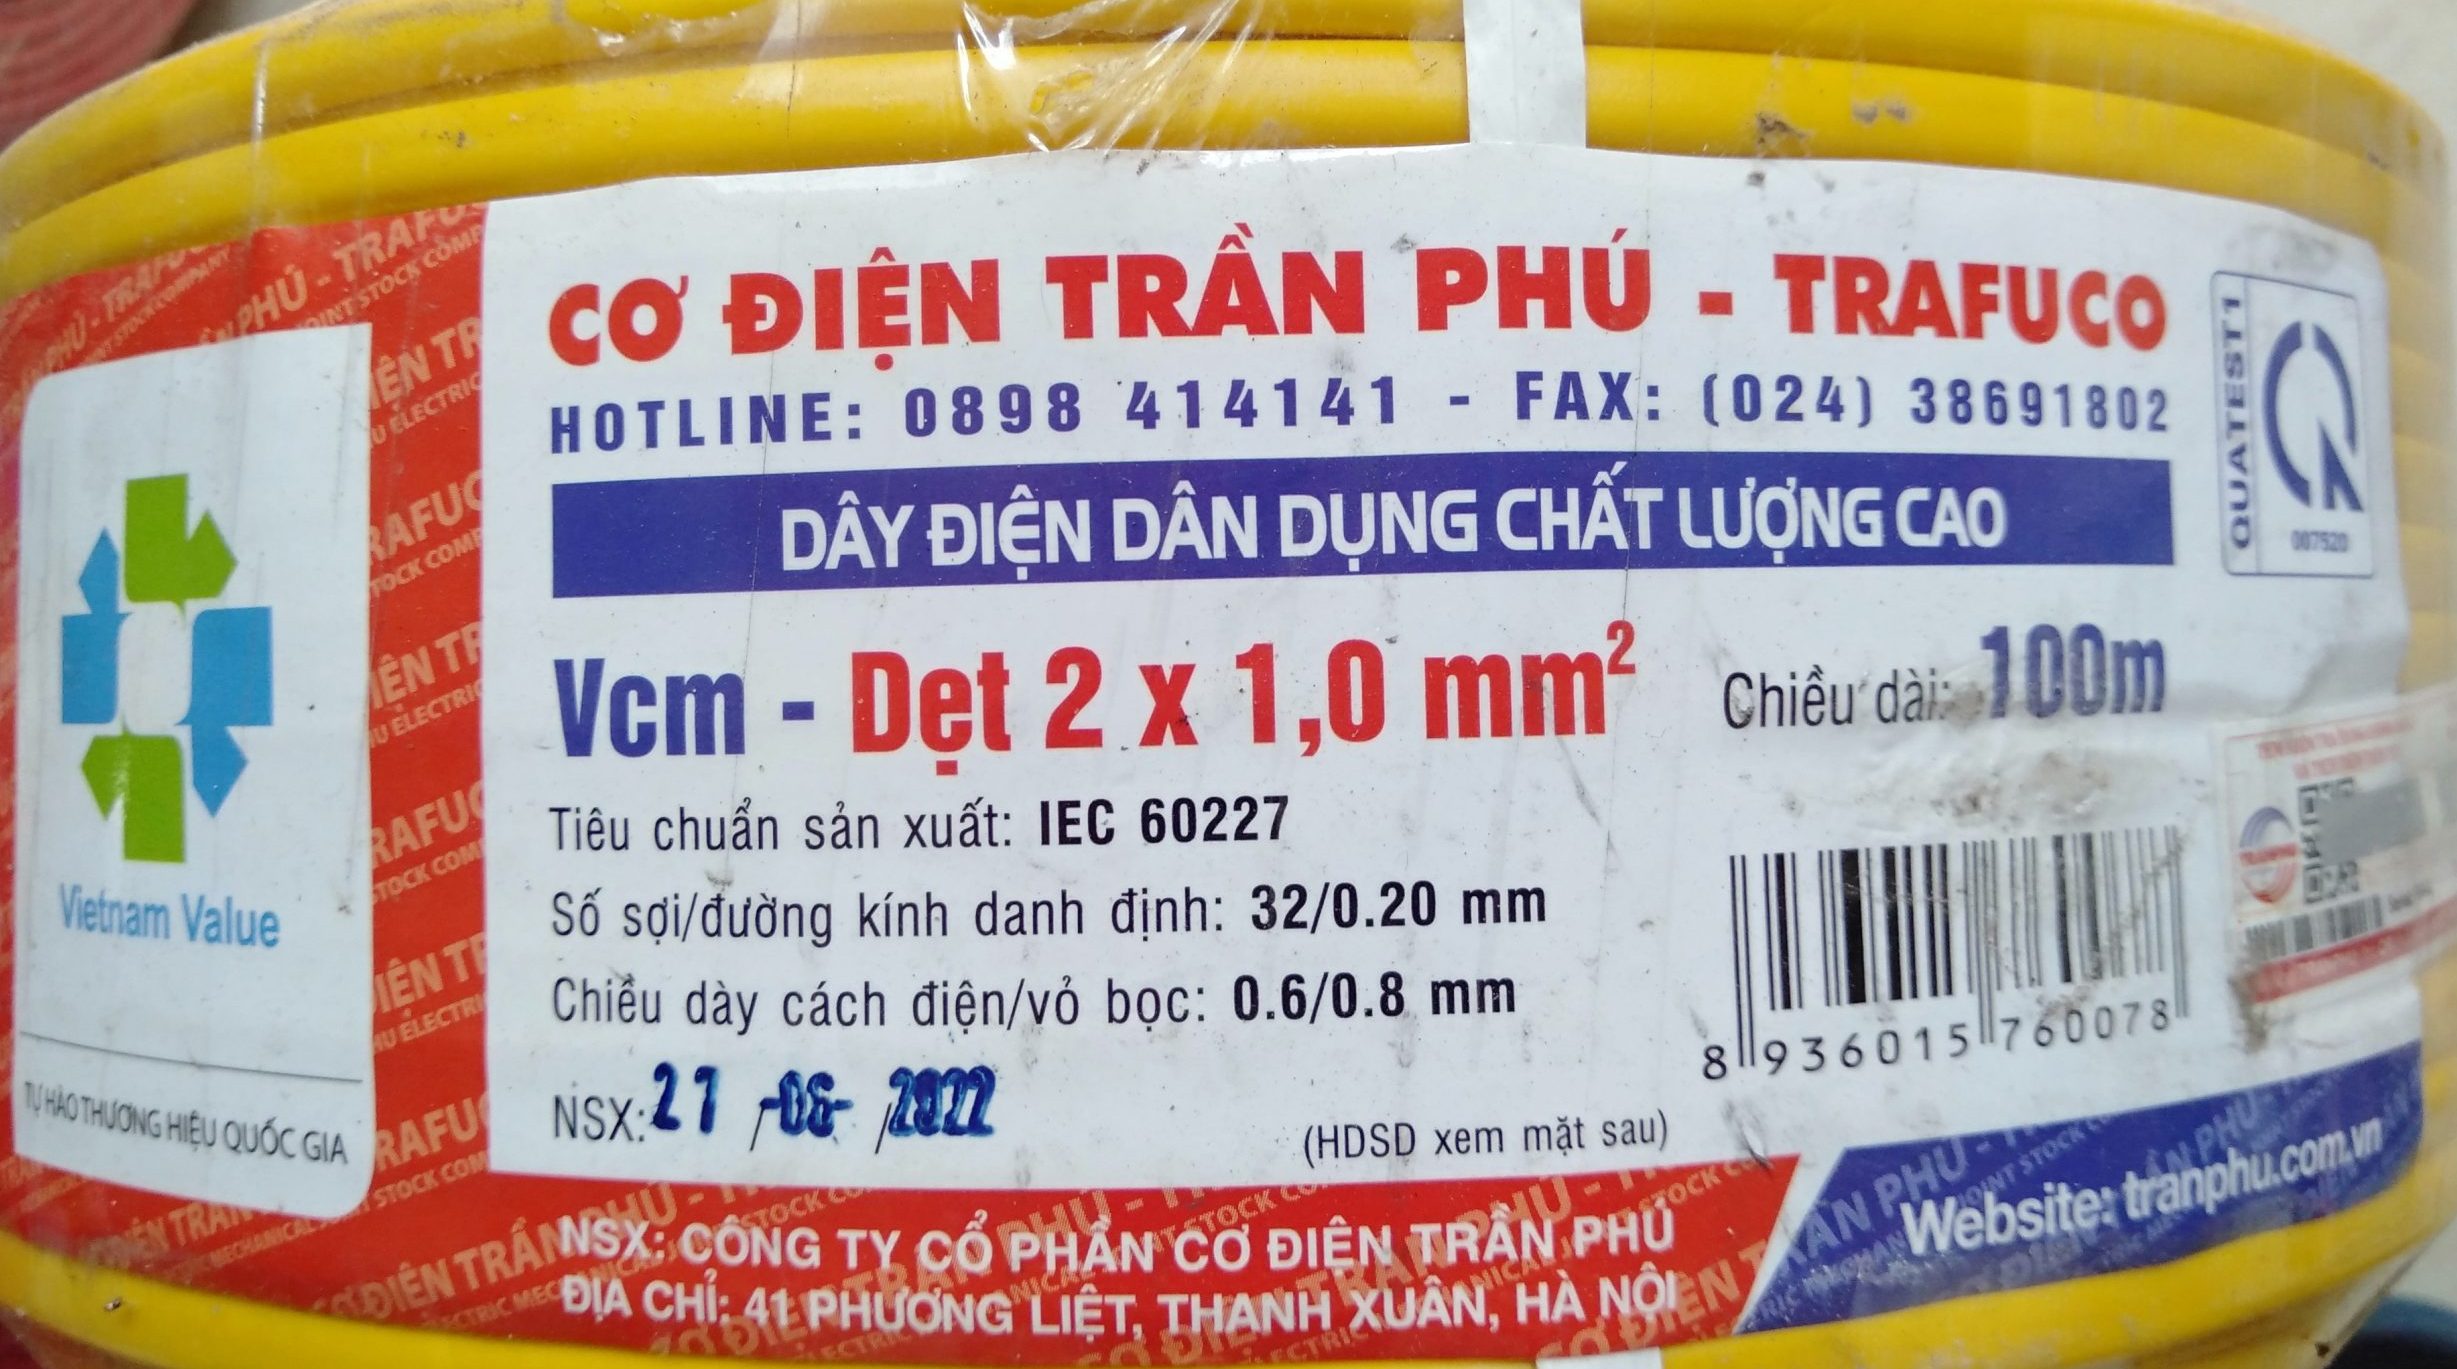 CƠ ĐIỆN TRẦN PHÚ - TRAFUCO
HOTLINE: 0898 414141 - FAX: (024) 38691802
DÂY ĐIỆN DÂN DỤNG CHẤT LƯỢNG CAO
Vcm - Dẹt 2 x 1,0 mm²
Chiều dài: 100m
Tiêu chuẩn sản xuất: IEC 60227
Số sợi/đường kính danh định: 32/0.20 mm
Chiều dày cách điện/vỏ bọc: 0.6/0.8 mm
NSX: 27 /-06- /2022
(HDSD xem mặt sau)
8 936015 760078
QUATEST1
007520
Vietnam Value
TỰ HÀO THƯƠNG HIỆU QUỐC GIA
NSX: CÔNG TY CỔ PHẦN CƠ ĐIỆN TRẦN PHÚ
ĐỊA CHỈ: 41 PHƯƠNG LIỆT, THANH XUÂN, HÀ NỘI
Website: tranphu.com.vn